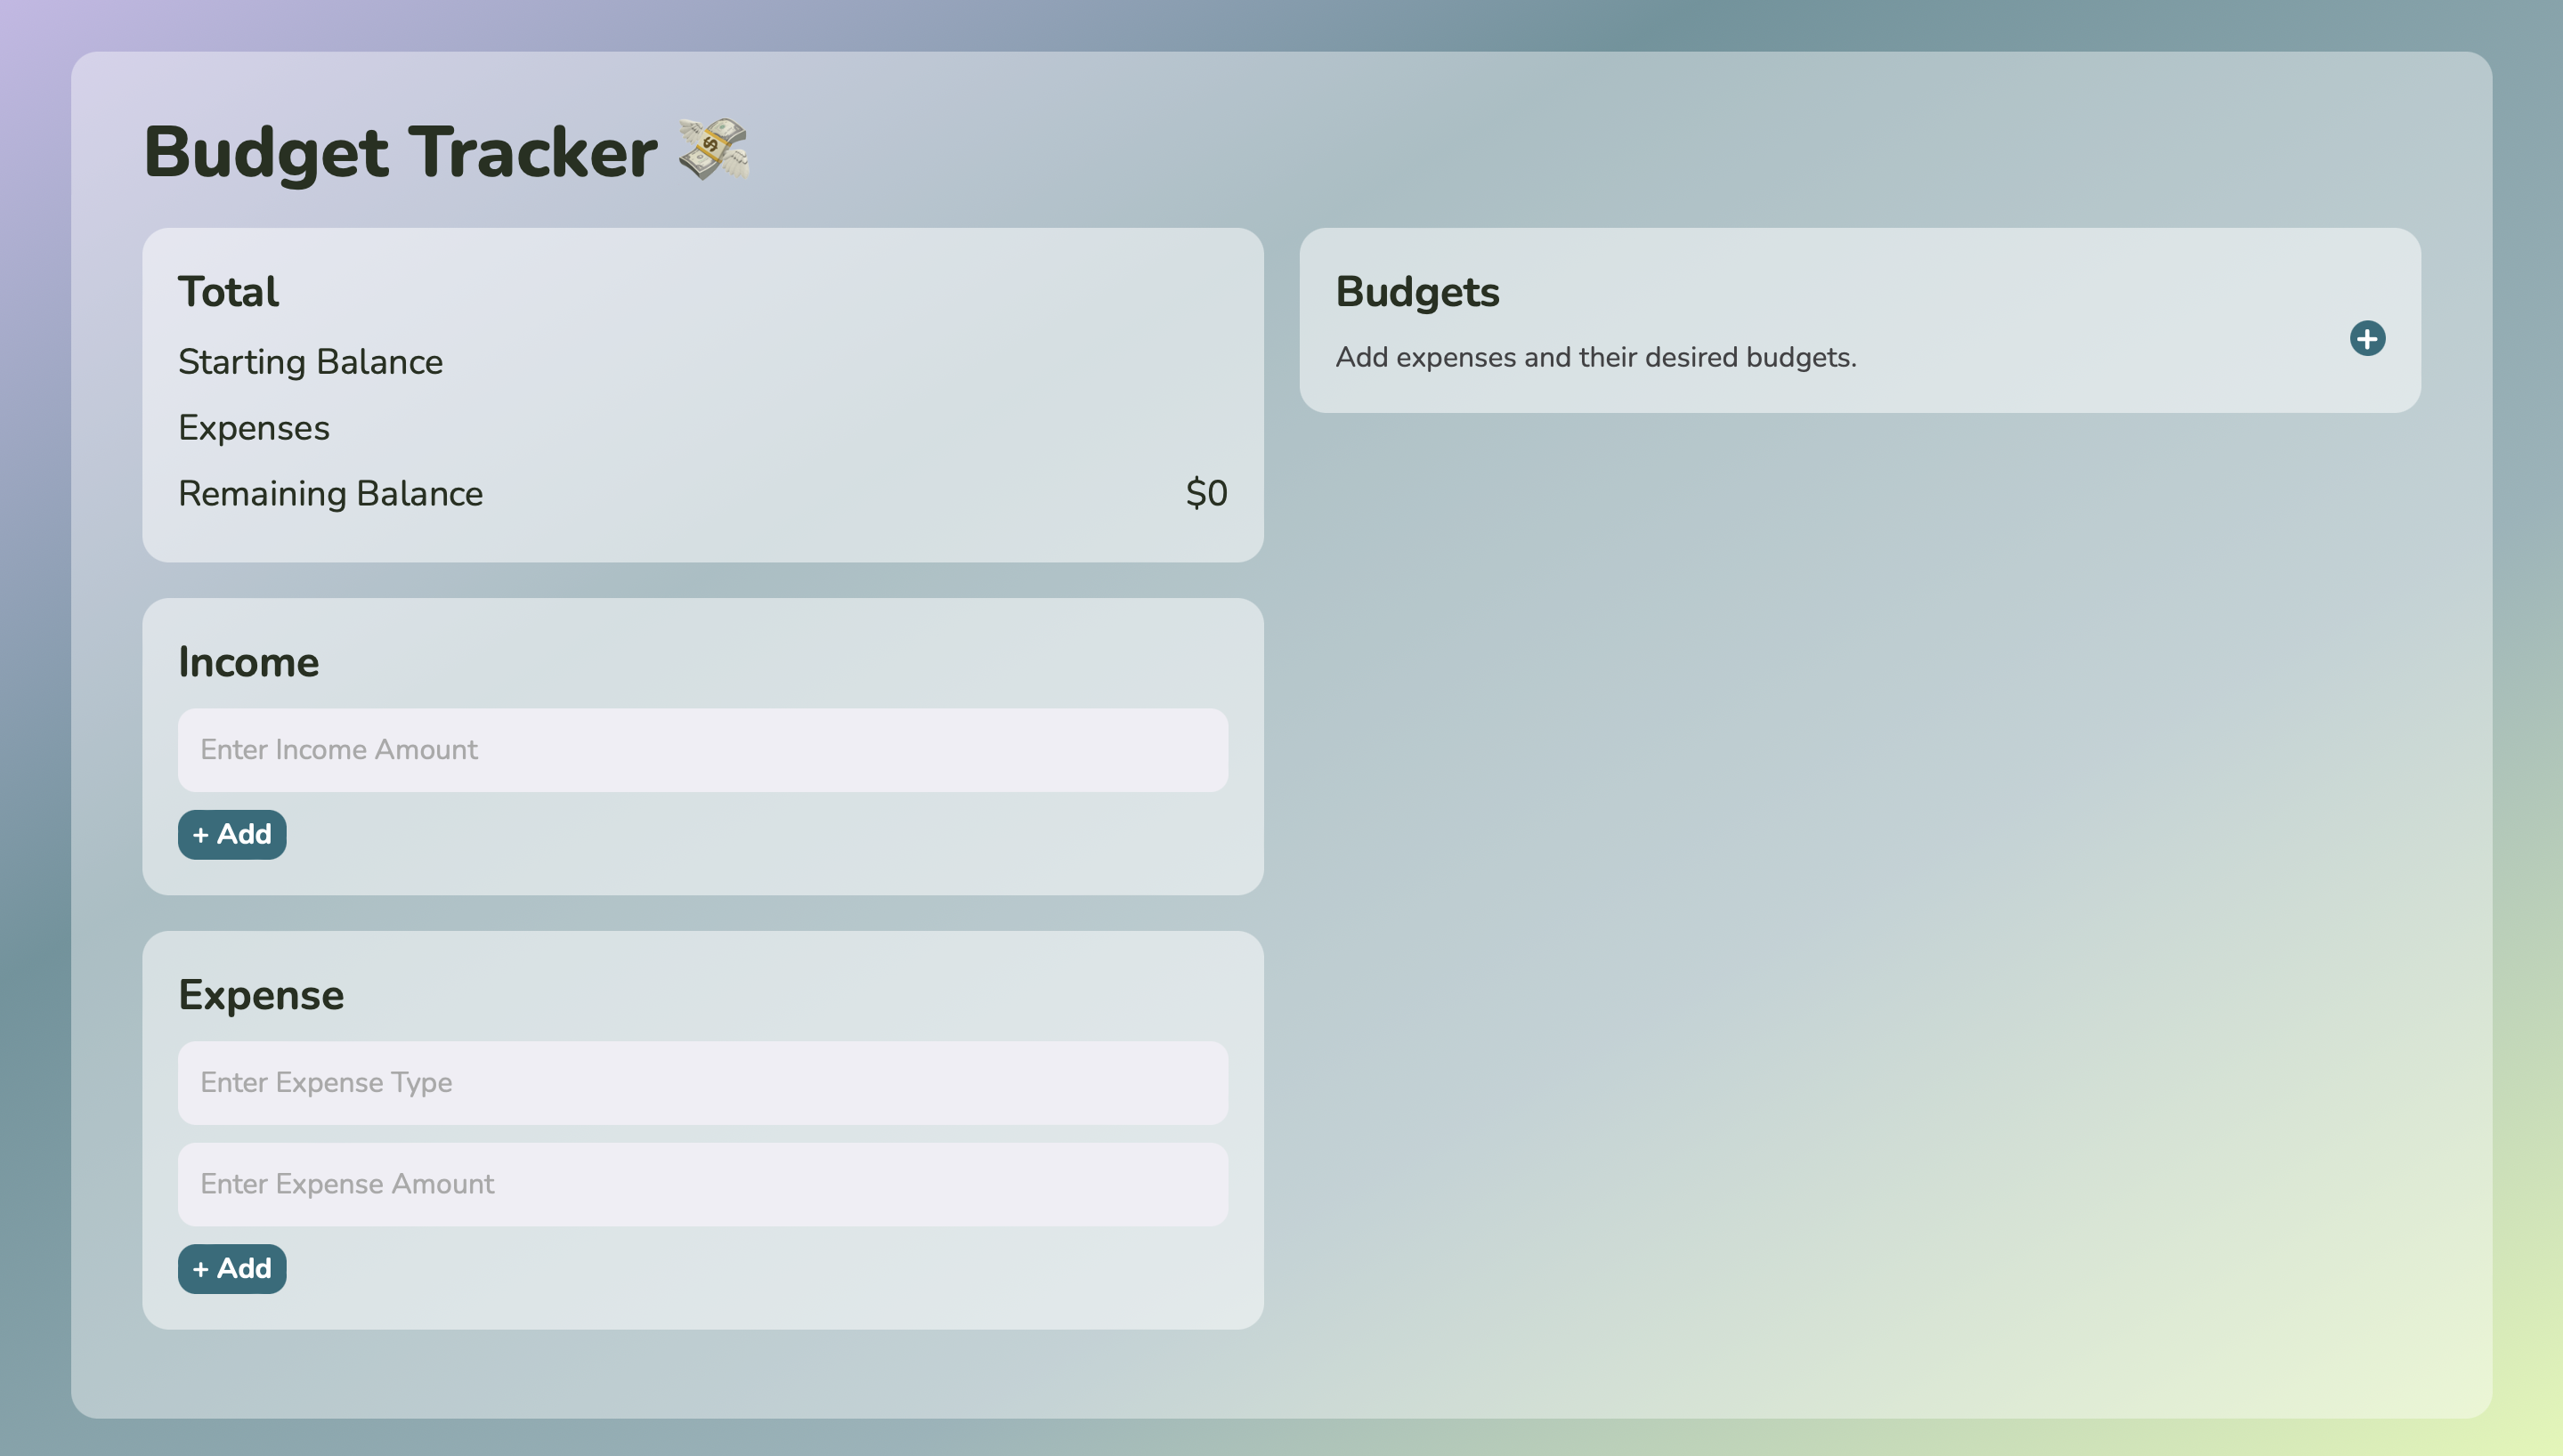 Budget Tracker 💸
Total
Starting Balance
Expenses
Remaining Balance $0
Income
Enter Income Amount
+ Add
Expense
Enter Expense Type
Enter Expense Amount
+ Add
Budgets
Add expenses and their desired budgets.
+